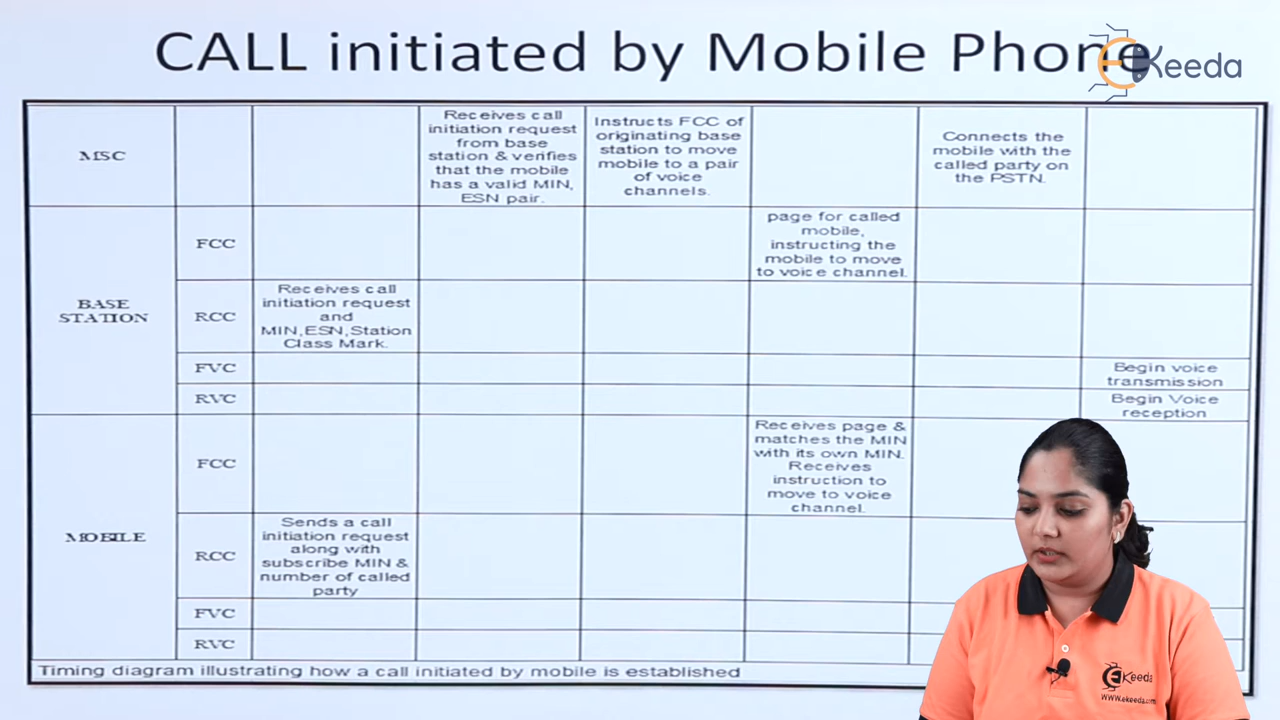 CALL initiated by Mobile Phone
EKeeda
MSC
Receives call
initiation request
from base
station & verifies
that the mobile
has a valid MIN,
ESN pair.
Instructs FCC of
originating base
station to move
mobile to a pair
of voice
channels.
Connects the
mobile with the
called party on
the PSTN.
BASE
STATION
FCC
page for called
mobile,
instructing the
mobile to move
to voice channel.
RCC
Receives call
initiation request
and
MIN,ESN,Station
Class Mark.
FVC
Begin voice
transmission
RVC
Begin Voice
reception
MOBILE
FCC
Receives page &
matches the MIN
with its own MIN.
Receives
instruction to
move to voice
channel.
RCC
Sends a call
initiation request
along with
subscribe MIN &
number of called
party
FVC
RVC
Timing diagram illustrating how a call initiated by mobile is established
EKeeda
www.ekeeda.com